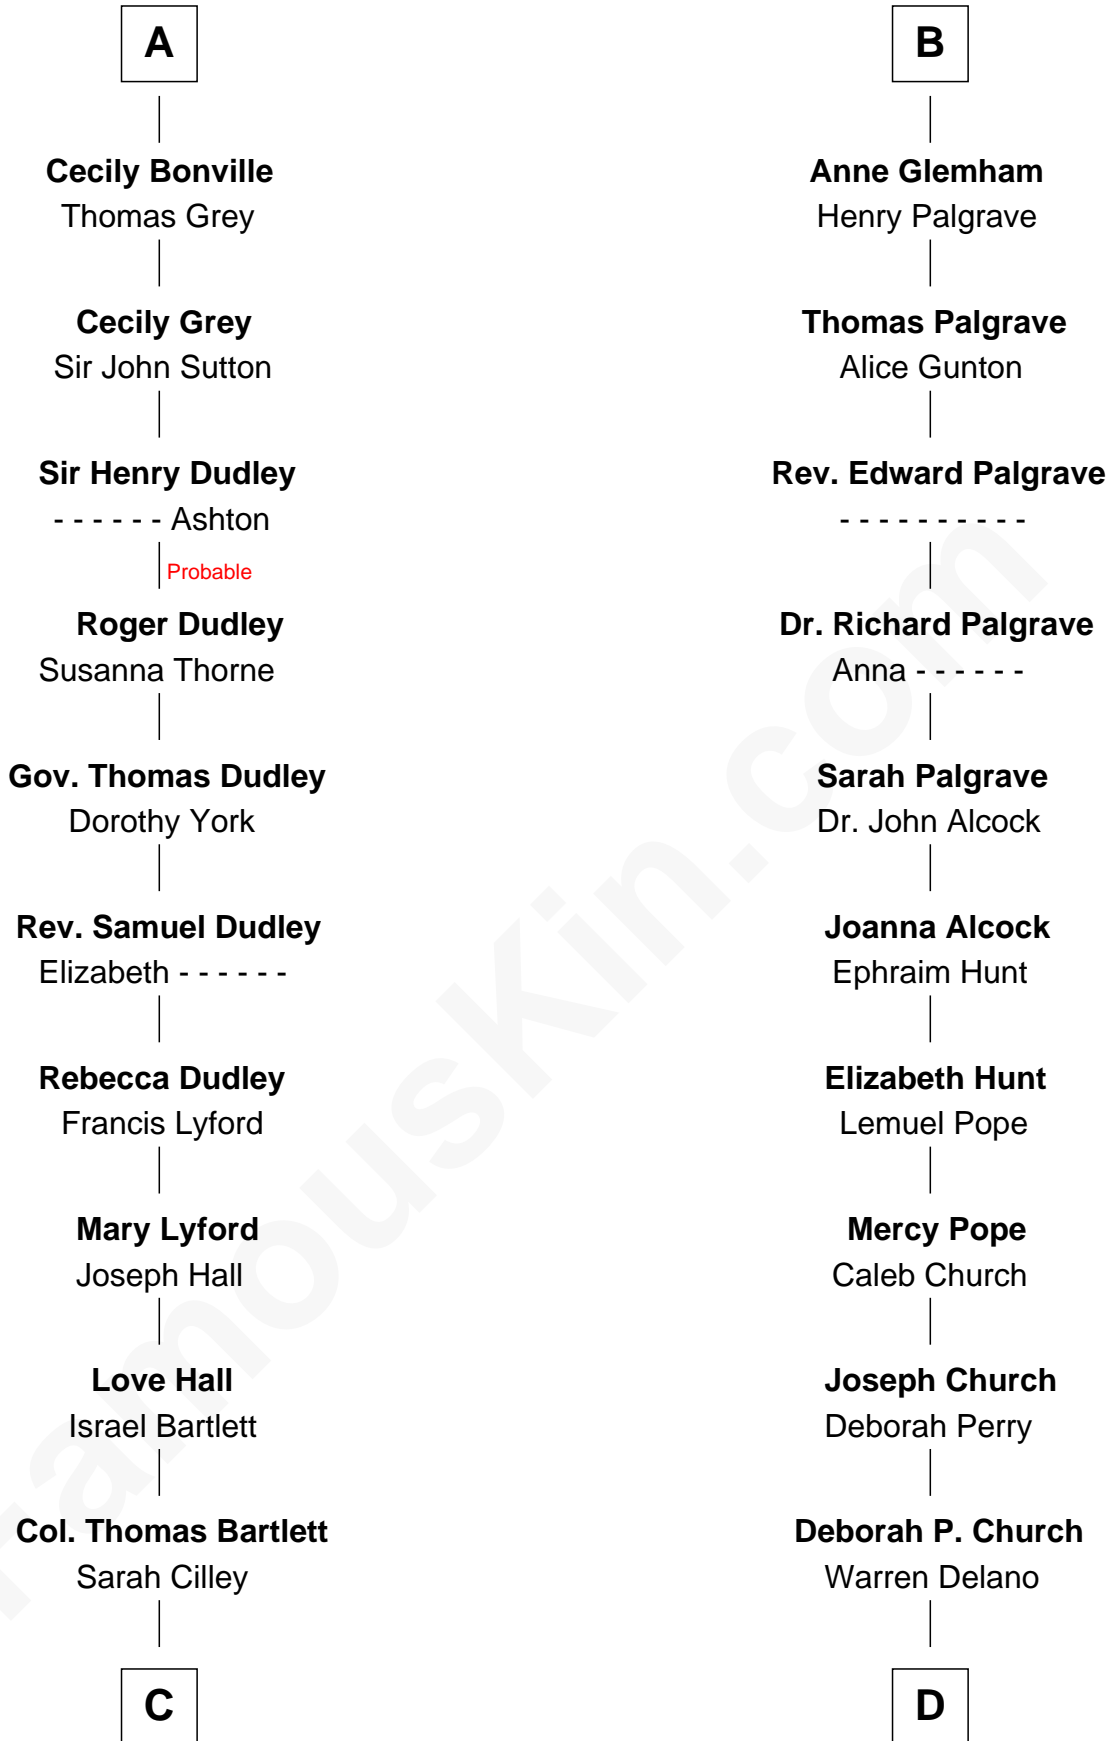 A
Cecily Bonville
Thomas Grey
Cecily Grey
Sir John Sutton
Sir Henry Dudley
- - - - - - Ashton
Probable
Roger Dudley
Susanna Thorne
Gov. Thomas Dudley
Dorothy York
Rev. Samuel Dudley
Elizabeth - - - - - -
Rebecca Dudley
Francis Lyford
Mary Lyford
Joseph Hall
Love Hall
Israel Bartlett
Col. Thomas Bartlett
Sarah Cilley
C
B
Anne Glemham
Henry Palgrave
Thomas Palgrave
Alice Gunton
Rev. Edward Palgrave
- - - - - - - - - -
Dr. Richard Palgrave
Anna - - - - - -
Sarah Palgrave
Dr. John Alcock
Joanna Alcock
Ephraim Hunt
Elizabeth Hunt
Lemuel Pope
Mercy Pope
Caleb Church
Joseph Church
Deborah Perry
Deborah P. Church
Warren Delano
D
FamousKin.com